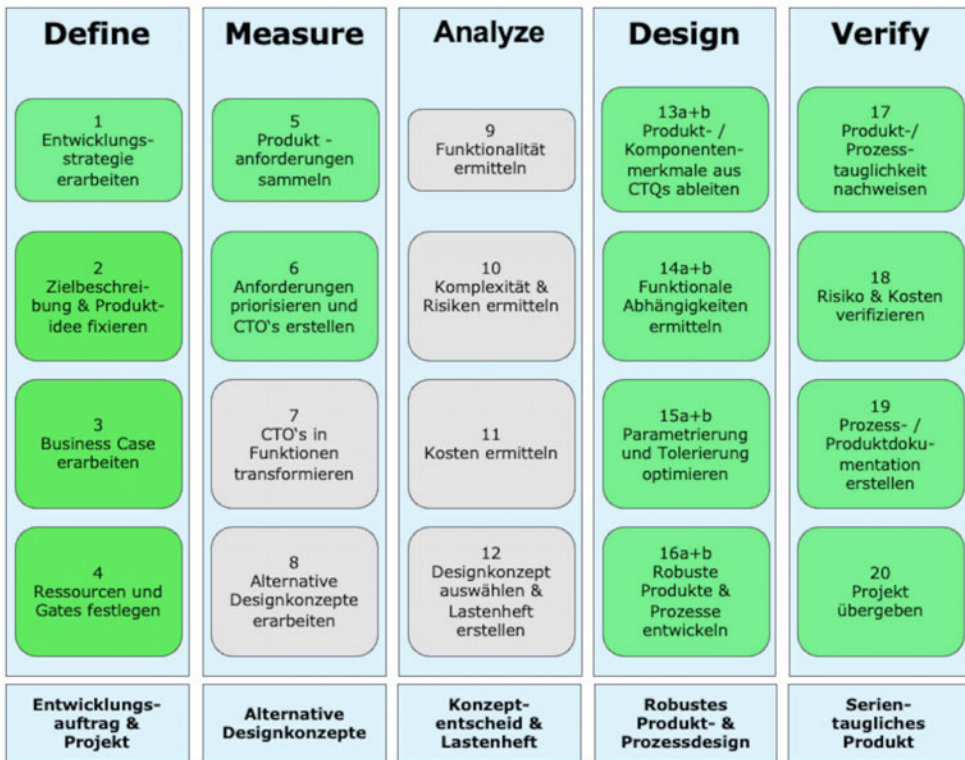 Define
1
Entwicklungs-
strategie
erarbeiten
2
Zielbeschre-
ibung & Produkt-
idee fixieren
3
Business Case
erarbeiten
4
Ressourcen und
Gates festlegen
Entwicklungs-
auftrag &
Projekt
Measure
5
Produkt -
anforderungen
sammeln
6
Anforderungen
priorisieren und
CTO‘s erstellen
7
CTO‘s in
Funktionen
transformieren
8
Alternative
Designkonzepte
erarbeiten
Alternative
Designkonzepte
Analyze
9
Funktionalität
ermitteln
10
Komplexität &
Risiken ermitteln
11
Kosten ermitteln
12
Designkonzept
auswählen &
Lastenheft
erstellen
Konzept-
entscheid &
Lastenheft
Design
13a+b
Produkt- /
Komponenten-
merkmale aus
CTQs ableiten
14a+b
Funktionale
Abhängigkeiten
ermitteln
15a+b
Parametrierung
und Tolerierung
optimieren
16a+b
Robuste
Produkte &
Prozesse
entwickeln
Robustes
Produkt- &
Prozessdesign
Verify
17
Produkt-/
Prozess-
tauglichkeit
nachweisen
18
Risiko & Kosten
verifizieren
19
Prozess- /
Produktdoku-
mentation
erstellen
20
Projekt
übergeben
Serien-
taugliches
Produkt